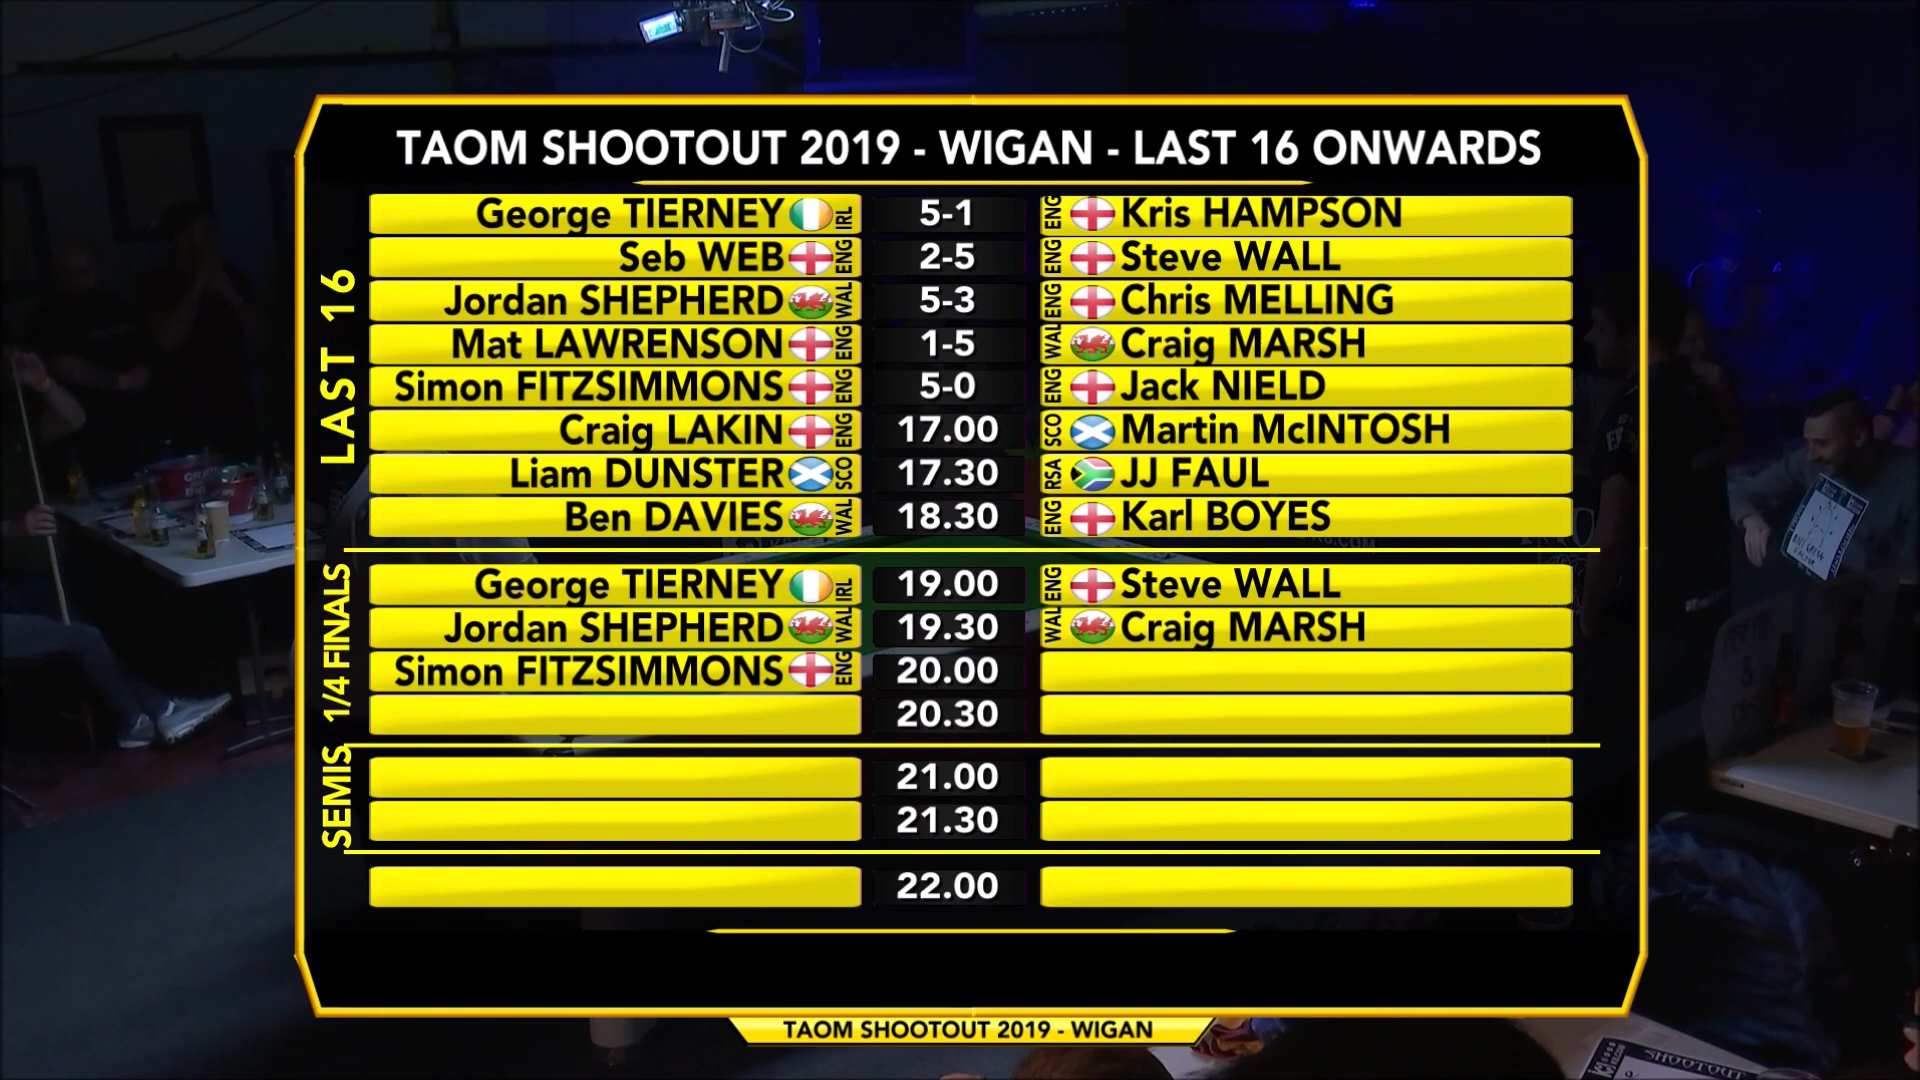 TAOM SHOOTOUT 2019 - WIGAN - LAST 16 ONWARDS
LAST 16
George TIERNEY IRL 5-1 ENG Kris HAMPSON
Seb WEB ENG 2-5 ENG Steve WALL
Jordan SHEPHERD WAL 5-3 ENG Chris MELLING
Mat LAWRENSON ENG 1-5 WAL Craig MARSH
Simon FITZSIMMONS ENG 5-0 ENG Jack NIELD
Craig LAKIN ENG 17.00 SCO Martin McINTOSH
Liam DUNSTER SCO 17.30 RSA JJ FAUL
Ben DAVIES WAL 18.30 ENG Karl BOYES
1/4 FINALS
George TIERNEY IRL 19.00 ENG Steve WALL
Jordan SHEPHERD WAL 19.30 WAL Craig MARSH
Simon FITZSIMMONS ENG 20.00
20.30
SEMIS
21.00
21.30
22.00
TAOM SHOOTOUT 2019 - WIGAN
SHOOTOUT